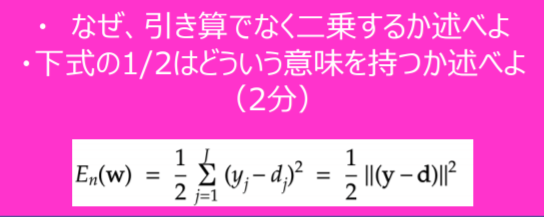 ・ なぜ、引き算でなく二乗するか述べよ
・下式の1/2はどういう意味を持つか述べよ
（2分）
E_n(w) = 1/2 Σ_{j=1}^{J} (y_j − d_j)² = 1/2 ||(y − d)||²